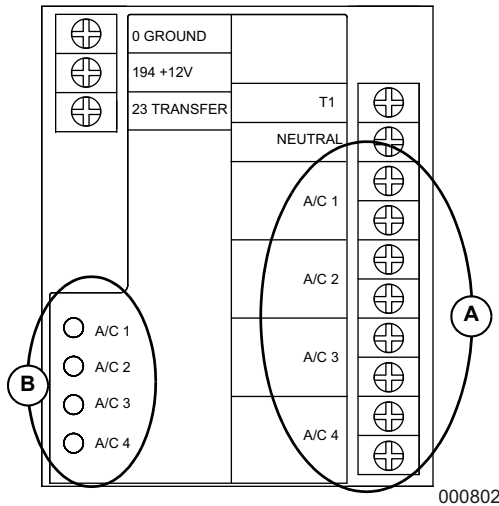 0 GROUND
194 +12V
23 TRANSFER
T1
NEUTRAL
A/C 1
A/C 2
A/C 3
A/C 4
A
A/C 1
A/C 2
A/C 3
A/C 4
B
000802